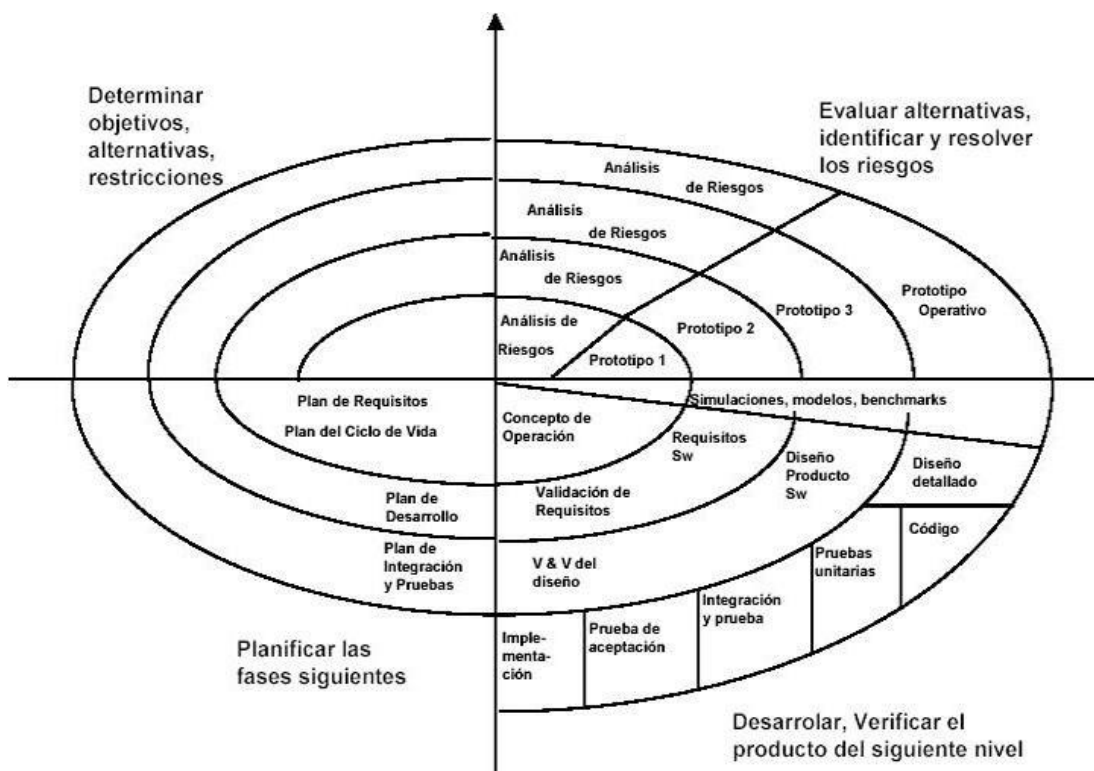 Determinar
objetivos,
alternativas,
restricciones
Evaluar alternativas,
identificar y resolver
los riesgos
Análisis
de Riesgos
Análisis
de Riesgos
Análisis
de Riesgos
Análisis de
Riesgos
Prototipo 1
Prototipo 2
Prototipo 3
Prototipo
Operativo
Simulaciones, modelos, benchmarks
Plan de Requisitos
Plan del Ciclo de Vida
Concepto de
Operación
Requisitos
Sw
Diseño
Producto
Sw
Diseño
detallado
Plan de
Desarrollo
Validación de
Requisitos
Código
Plan de
Integración
y Pruebas
V & V del
diseño
Pruebas
unitarias
Integración
y prueba
Prueba de
aceptación
Imple-
menta-
ción
Planificar las
fases siguientes
Desarrolar, Verificar el
producto del siguiente nivel